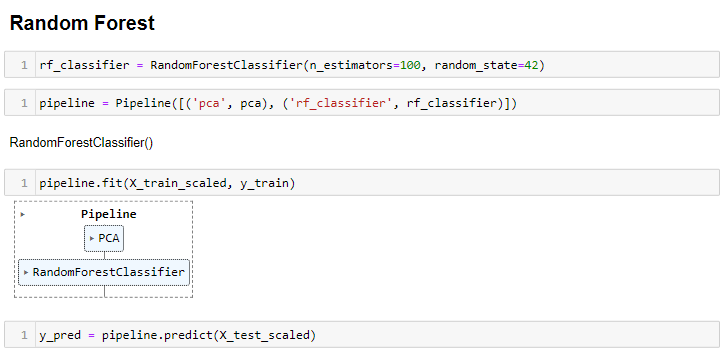 Random Forest
1 rf_classifier = RandomForestClassifier(n_estimators=100, random_state=42)
1 pipeline = Pipeline([('pca', pca), ('rf_classifier', rf_classifier)])
RandomForestClassifier()
1 pipeline.fit(X_train_scaled, y_train)
Pipeline
PCA
RandomForestClassifier
1 y_pred = pipeline.predict(X_test_scaled)